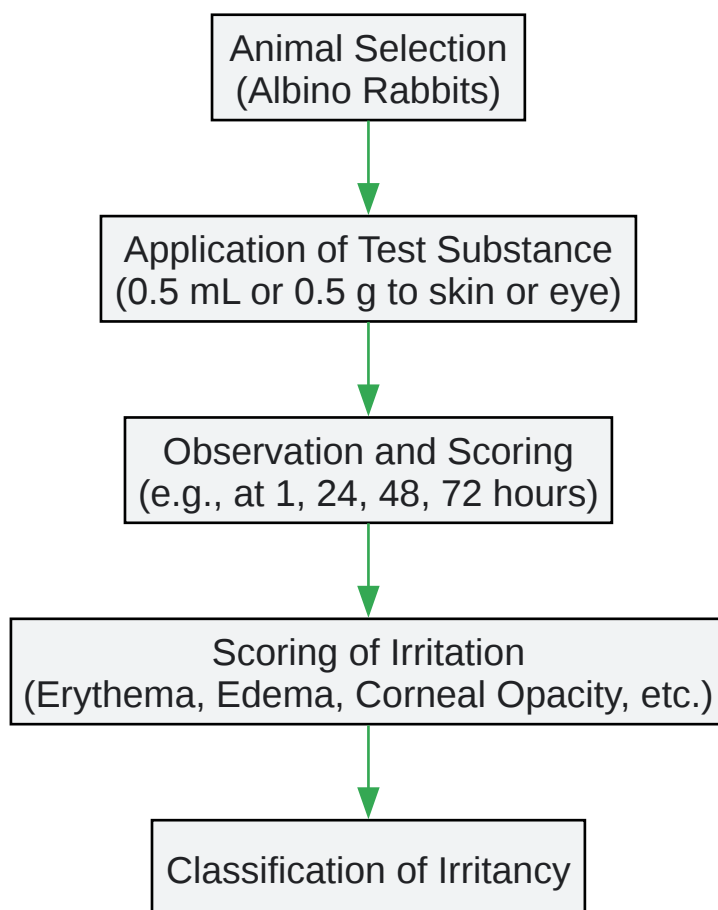 Animal Selection
(Albino Rabbits)
Application of Test Substance
(0.5 mL or 0.5 g to skin or eye)
Observation and Scoring
(e.g., at 1, 24, 48, 72 hours)
Scoring of Irritation
(Erythema, Edema, Corneal Opacity, etc.)
Classification of Irritancy